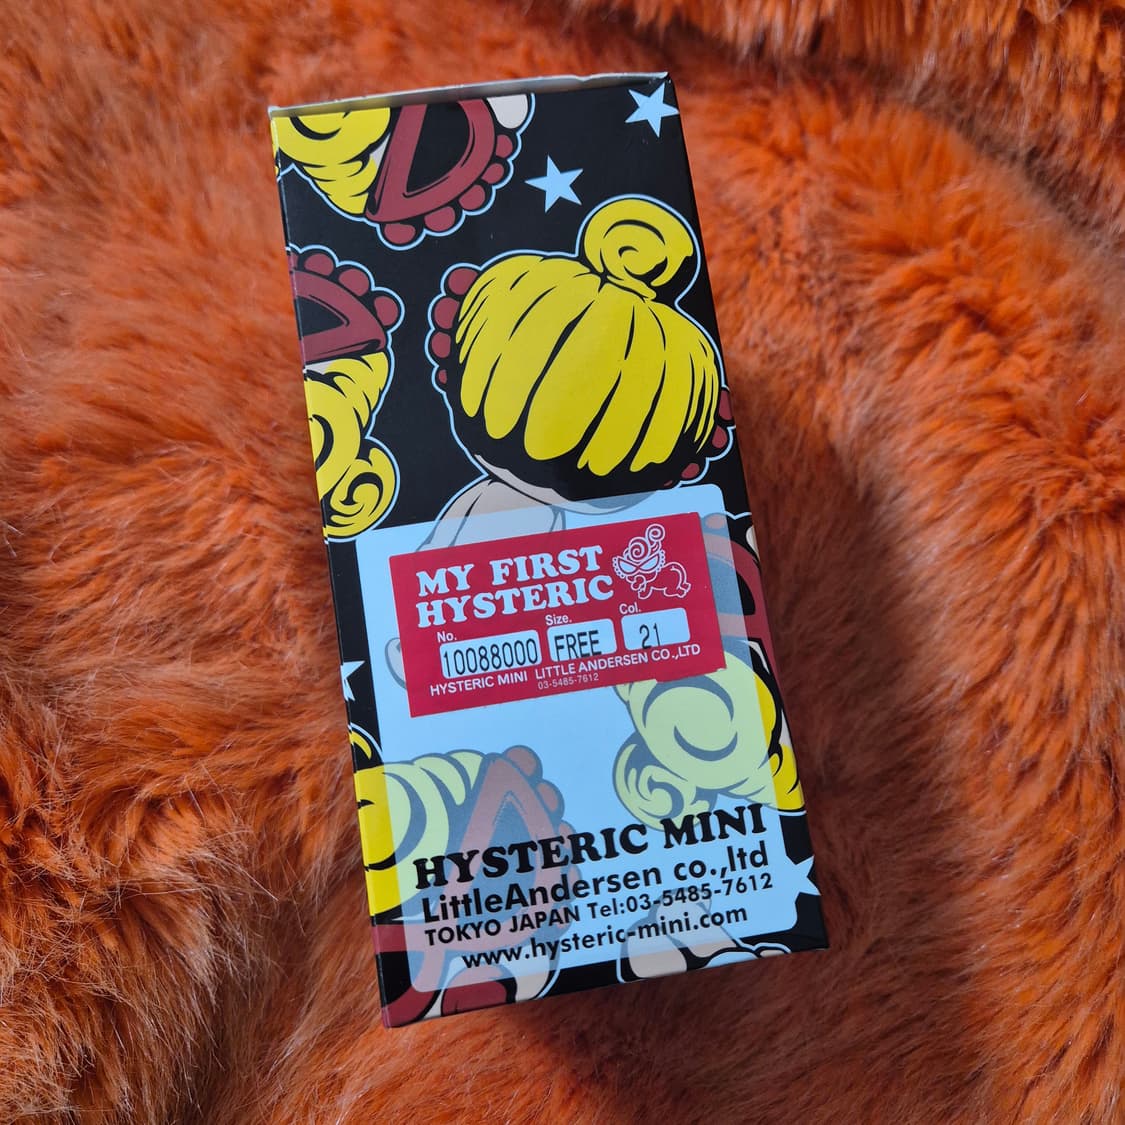 MY FIRST
HYSTERIC
No. Size. Col.
10088000 FREE 21
HYSTERIC MINI LITTLE ANDERSEN CO.,LTD
03-5485-7612
HYSTERIC MINI
LittleAndersen co.,ltd
TOKYO JAPAN Tel:03-5485-7612
www.hysteric-mini.com